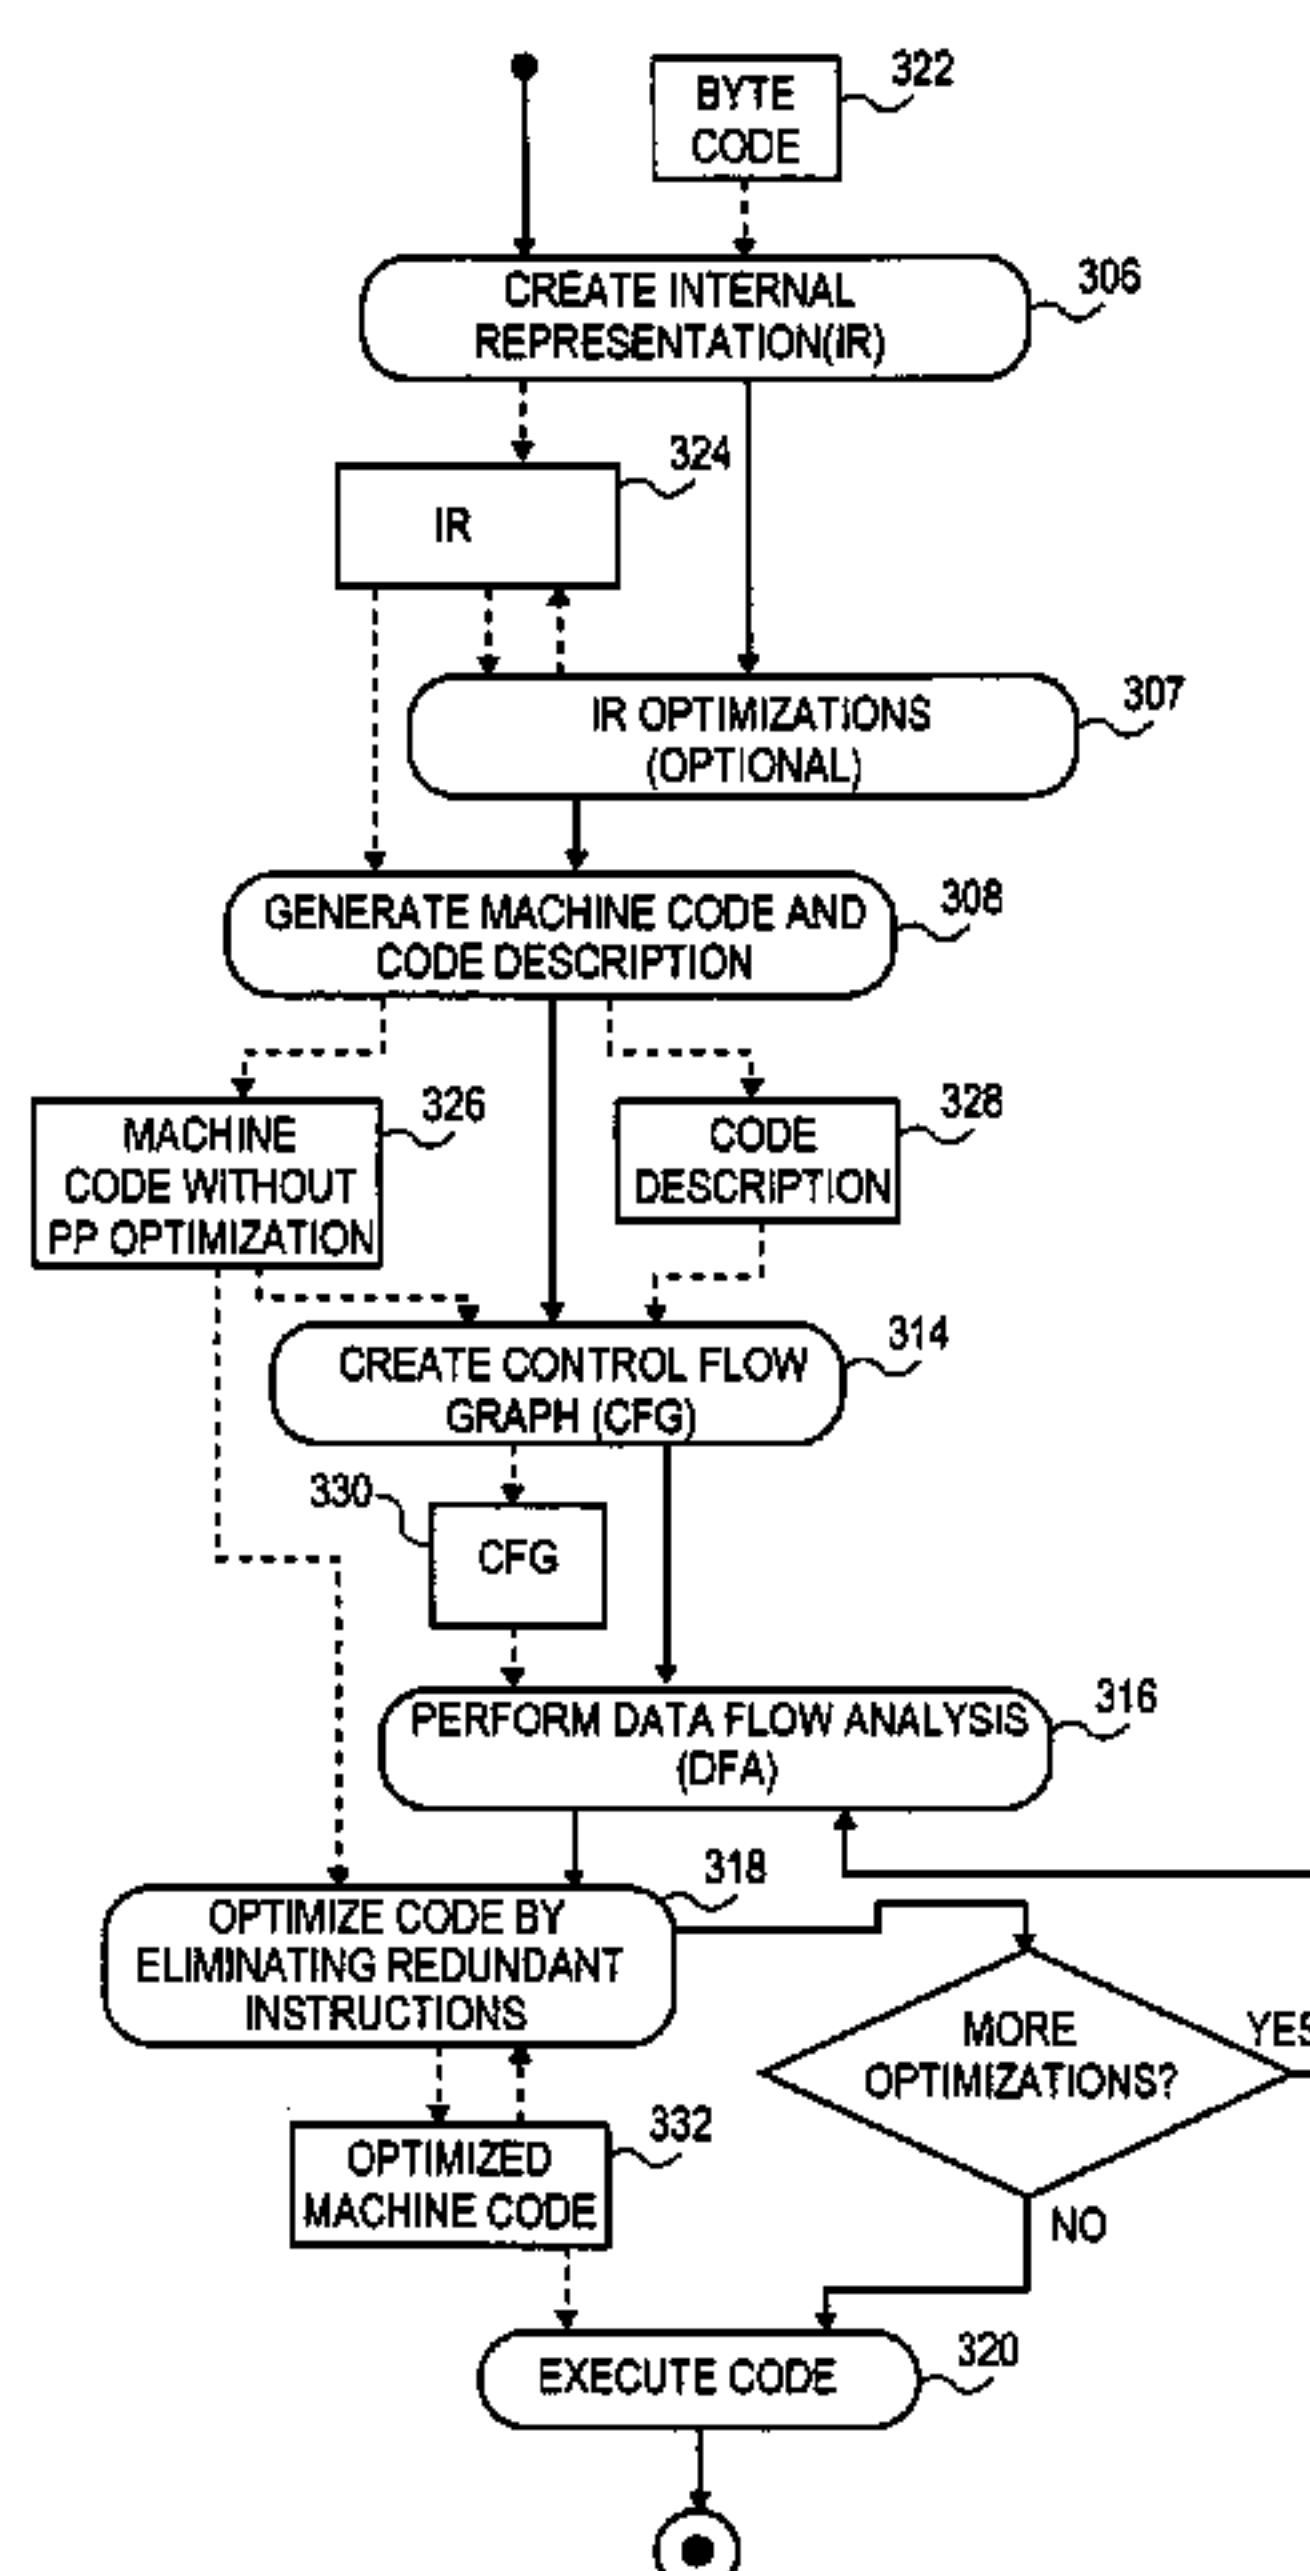 322
BYTE
CODE
306
CREATE INTERNAL
REPRESENTATION(IR)
324
IR
307
IR OPTIMIZATIONS
(OPTIONAL)
308
GENERATE MACHINE CODE AND
CODE DESCRIPTION
326
MACHINE
CODE WITHOUT
PP OPTIMIZATION
328
CODE
DESCRIPTION
314
CREATE CONTROL FLOW
GRAPH (CFG)
330
CFG
316
PERFORM DATA FLOW ANALYSIS
(DFA)
318
OPTIMIZE CODE BY
ELIMINATING REDUNDANT
INSTRUCTIONS
MORE
OPTIMIZATIONS?
YES
332
OPTIMIZED
MACHINE CODE
NO
320
EXECUTE CODE